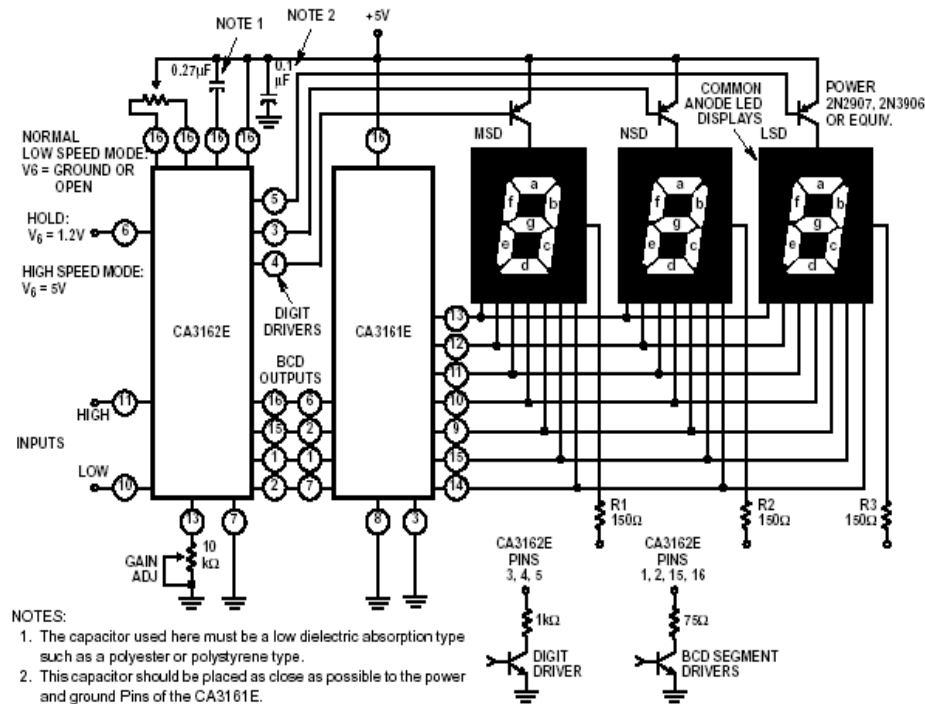 NOTE 1
NOTE 2
+5V
0.27µF
0.1
µF
16
16
16
16
16
NORMAL
LOW SPEED MODE:
V6 = GROUND OR
OPEN
HOLD:
V6 = 1.2V
HIGH SPEED MODE:
V6 = 5V
6
5
3
4
DIGIT
DRIVERS
CA3162E
CA3161E
BCD
OUTPUTS
11
HIGH
INPUTS
LOW
10
16
15
1
2
6
2
1
7
13
12
11
10
9
15
14
13
7
8
3
GAIN
ADJ
10
kΩ
MSD
NSD
LSD
COMMON
ANODE LED
DISPLAYS
POWER
2N2907, 2N3906
OR EQUIV.
a
f b
g
e c
d
a
f b
g
e c
d
a
f b
g
e c
d
R1
150Ω
R2
150Ω
R3
150Ω
CA3162E
PINS
3, 4, 5
1kΩ
DIGIT
DRIVER
CA3162E
PINS
1, 2, 15, 16
75Ω
BCD SEGMENT
DRIVERS
NOTES:
1. The capacitor used here must be a low dielectric absorption type
such as a polyester or polystyrene type.
2. This capacitor should be placed as close as possible to the power
and ground Pins of the CA3161E.